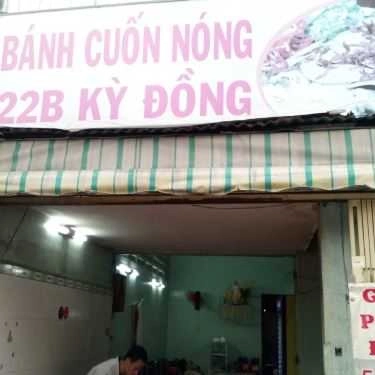 BÁNH CUỐN NÓNG
22B KỲ ĐỒNG